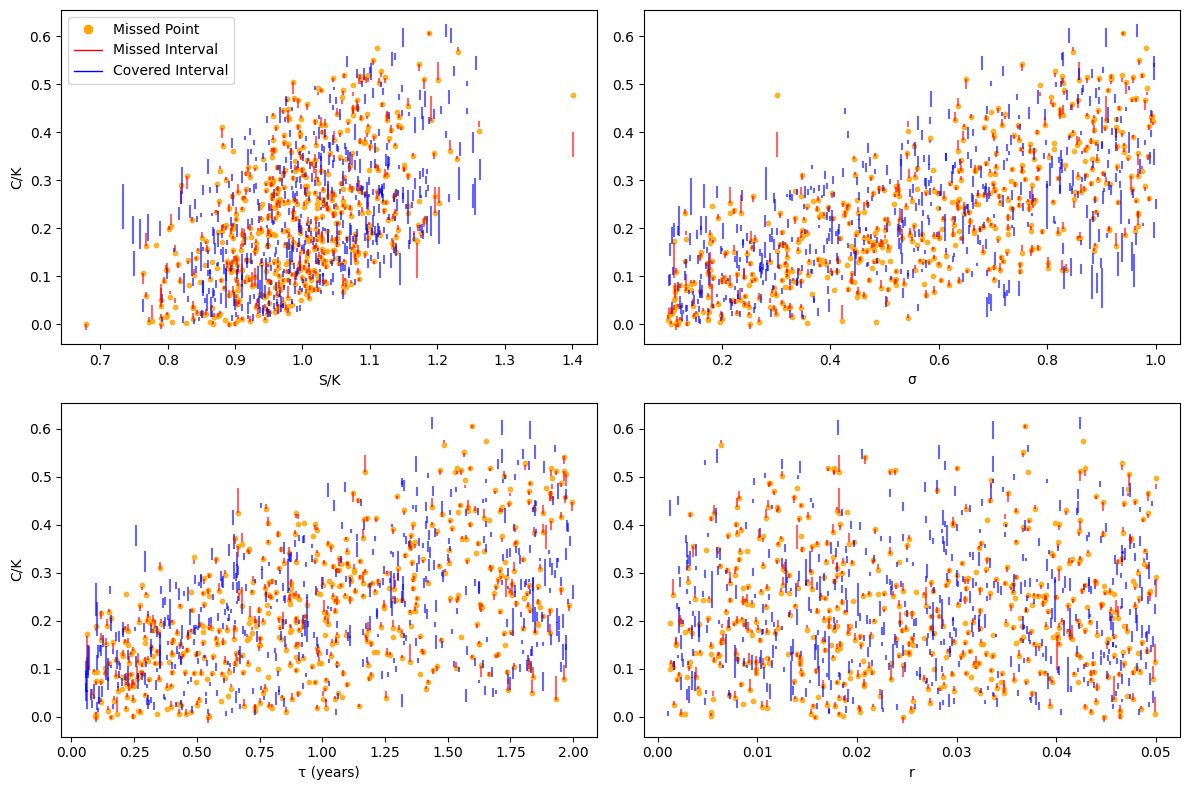 Missed Point
Missed Interval
Covered Interval
C/K
0.6
0.5
0.4
0.3
0.2
0.1
0.0
0.7 0.8 0.9 1.0 1.1 1.2 1.3 1.4
S/K
0.6
0.5
0.4
0.3
0.2
0.1
0.0
0.2 0.4 0.6 0.8 1.0
σ
C/K
0.6
0.5
0.4
0.3
0.2
0.1
0.0
0.00 0.25 0.50 0.75 1.00 1.25 1.50 1.75 2.00
τ (years)
0.6
0.5
0.4
0.3
0.2
0.1
0.0
0.00 0.01 0.02 0.03 0.04 0.05
r